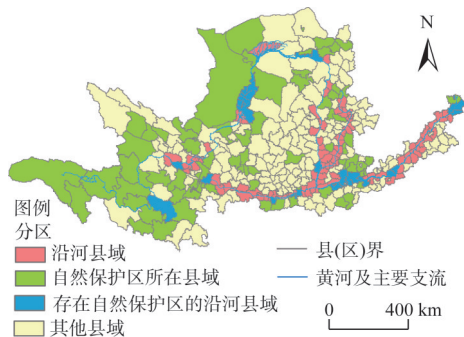 N
图例
分区
沿河县域
自然保护区所在县域
存在自然保护区的沿河县域
其他县域
县(区)界
黄河及主要支流
0 400 km